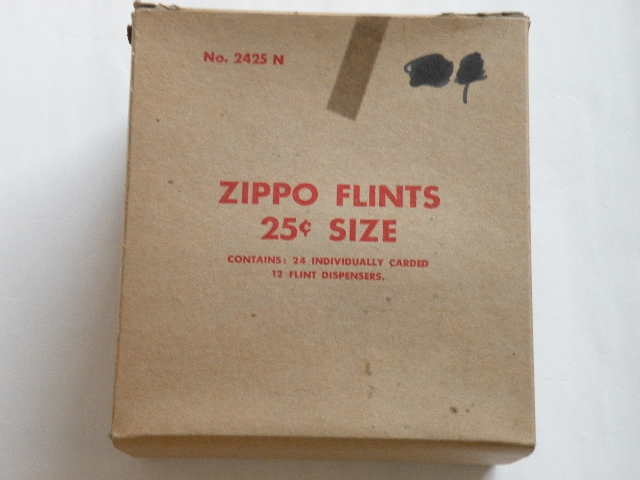 No. 2425 N
ZIPPO FLINTS
25¢ SIZE
CONTAINS: 24 INDIVIDUALLY CARDED
12 FLINT DISPENSERS.